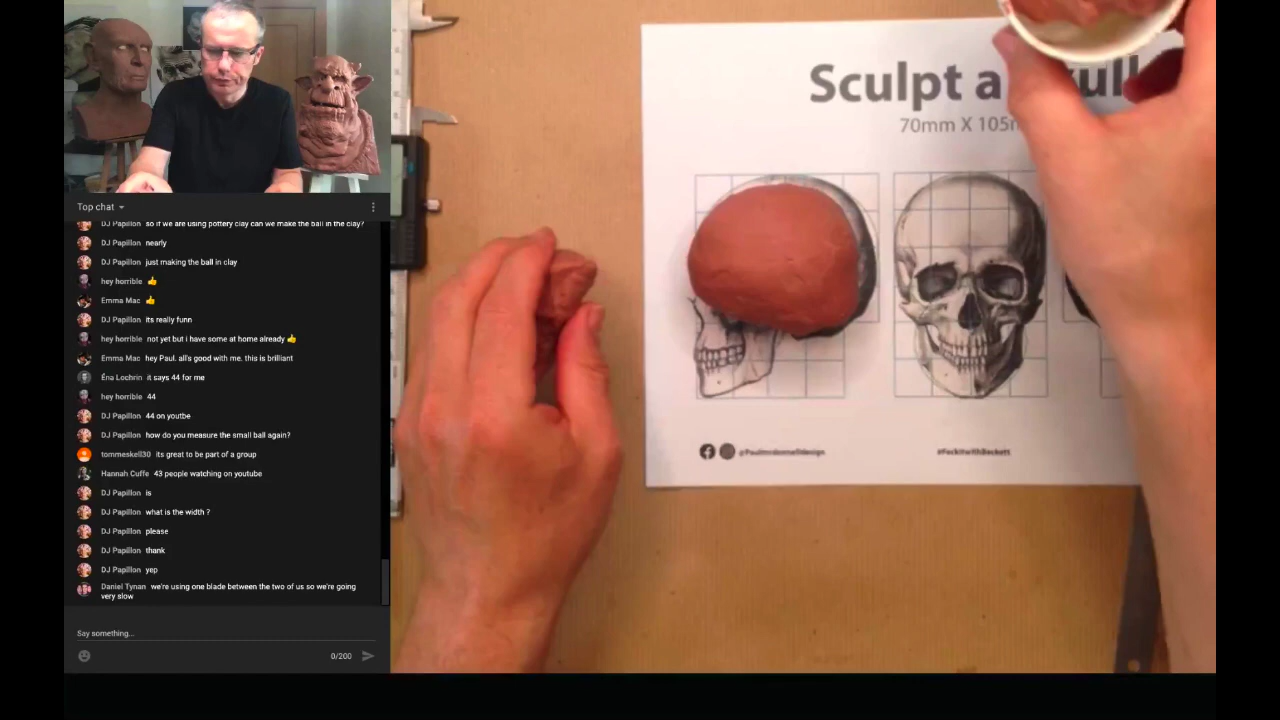 Top chat
DJ Papillon so if we are using pottery clay can we make the ball in the clay?
DJ Papillon nearly
DJ Papillon just making the ball in clay
hey horrible 👍
Emma Mac 👍
DJ Papillon its really funn
hey horrible not yet but i have some at home already 👍
Emma Mac hey Paul. all's good with me. this is brilliant
Éna Lochrin it says 44 for me
hey horrible 44
DJ Papillon 44 on youtbe
DJ Papillon how do you measure the small ball again?
tommeskell30 its great to be part of a group
Hannah Cuffe 43 people watching on youtube
DJ Papillon is
DJ Papillon what is the width ?
DJ Papillon please
DJ Papillon thank
DJ Papillon yep
Daniel Tynan we're using one blade between the two of us so we're going
very slow
Say something...
0/200
Sculpt a
70mm X
@Paulmcdonnelldesign